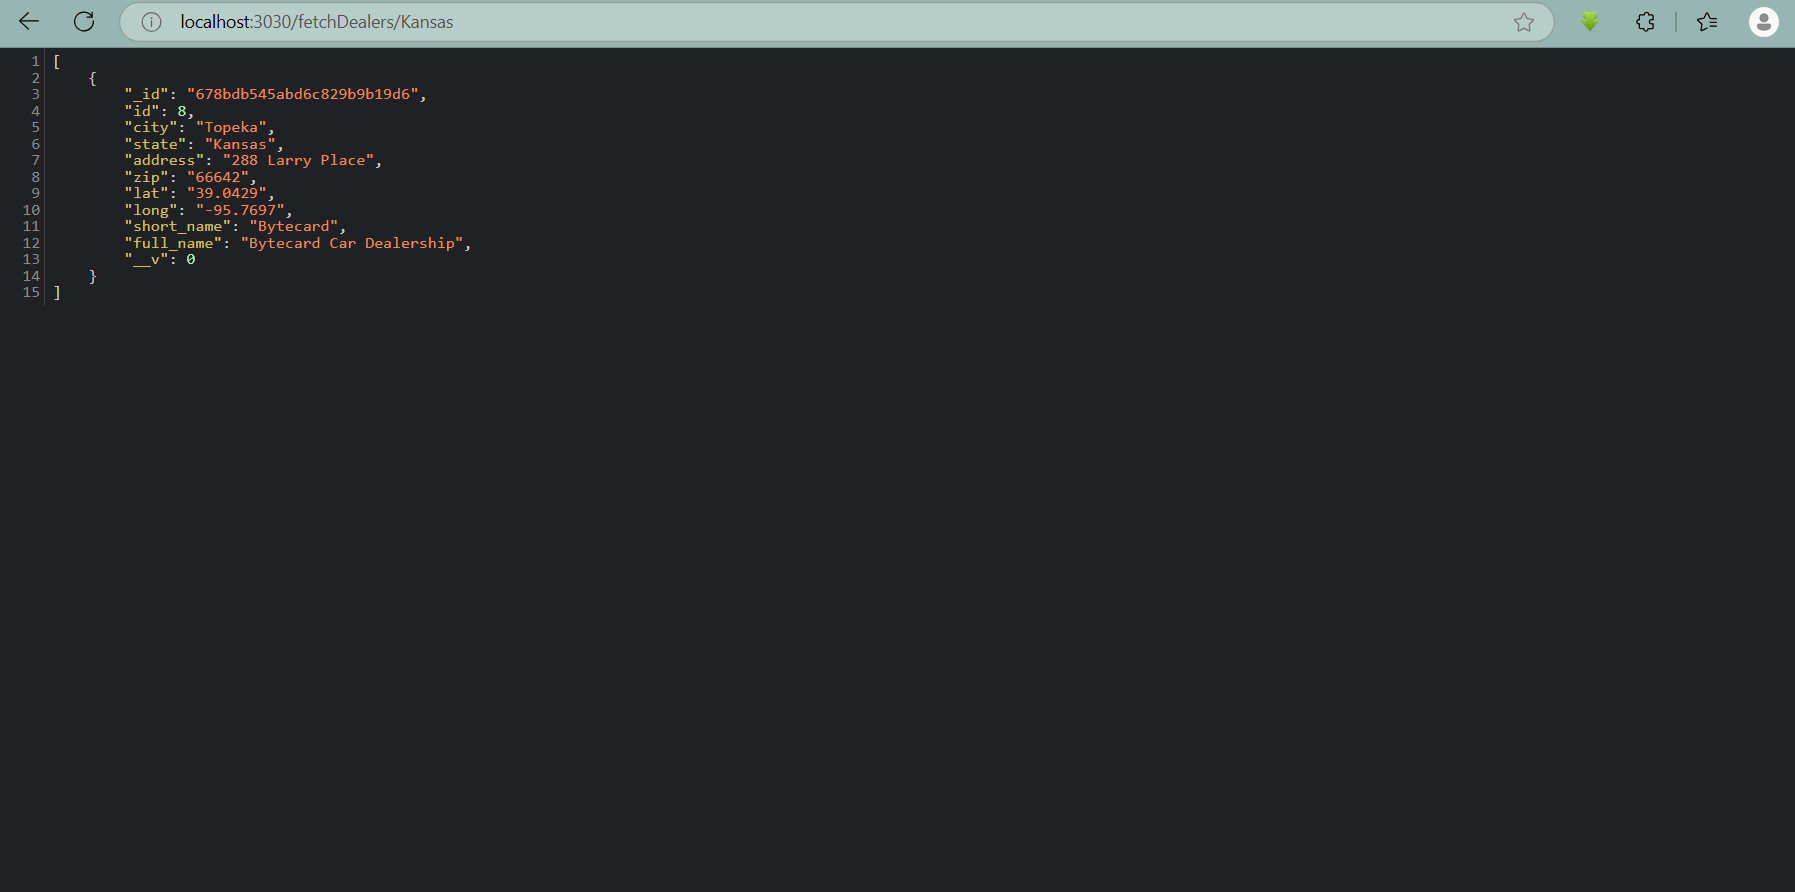 localhost:3030/fetchDealers/Kansas
1 [
2     {
3         "_id": "678bdb545abd6c829b9b19d6",
4         "id": 8,
5         "city": "Topeka",
6         "state": "Kansas",
7         "address": "288 Larry Place",
8         "zip": "66642",
9         "lat": "39.0429",
10         "long": "-95.7697",
11         "short_name": "Bytecard",
12         "full_name": "Bytecard Car Dealership",
13         "__v": 0
14     }
15 ]